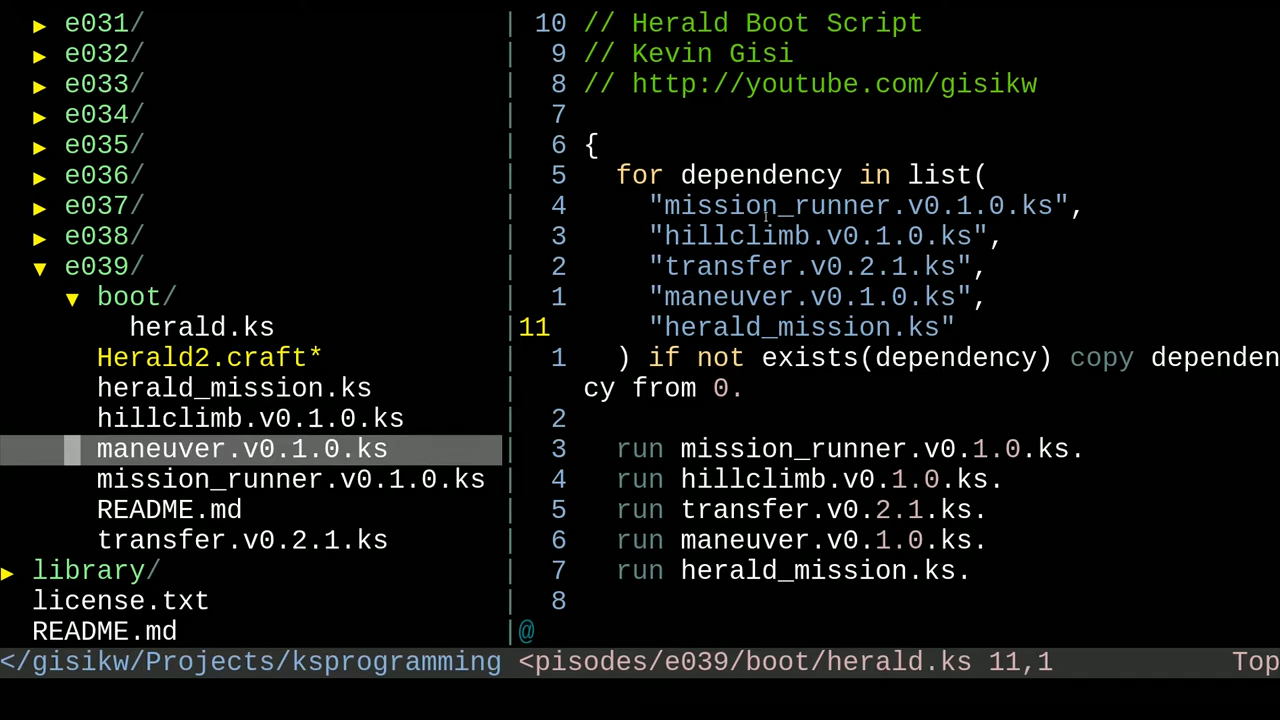 ▶ e031/
▶ e032/
▶ e033/
▶ e034/
▶ e035/
▶ e036/
▶ e037/
▶ e038/
▼ e039/
▼ boot/
herald.ks
Herald2.craft*
herald_mission.ks
hillclimb.v0.1.0.ks
maneuver.v0.1.0.ks
mission_runner.v0.1.0.ks
README.md
transfer.v0.2.1.ks
▶ library/
license.txt
README.md
</gisikw/Projects/ksprogramming
10 // Herald Boot Script
9 // Kevin Gisi
8 // http://youtube.com/gisikw
7
6 {
5 for dependency in list(
4 "mission_runner.v0.1.0.ks",
3 "hillclimb.v0.1.0.ks",
2 "transfer.v0.2.1.ks",
1 "maneuver.v0.1.0.ks",
11 "herald_mission.ks"
1 ) if not exists(dependency) copy dependen
cy from 0.
2
3 run mission_runner.v0.1.0.ks.
4 run hillclimb.v0.1.0.ks.
5 run transfer.v0.2.1.ks.
6 run maneuver.v0.1.0.ks.
7 run herald_mission.ks.
8
@
<pisodes/e039/boot/herald.ks 11,1 Top